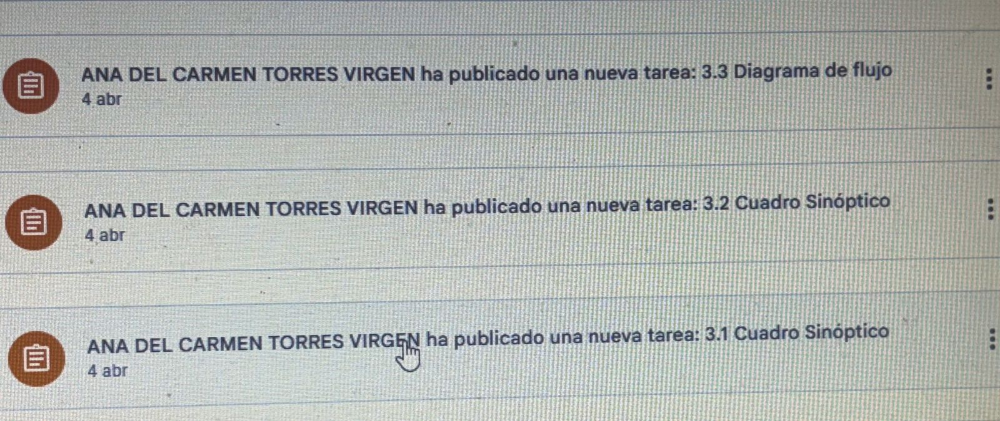 ANA DEL CARMEN TORRES VIRGEN ha publicado una nueva tarea: 3.3 Diagrama de flujo
4 abr
ANA DEL CARMEN TORRES VIRGEN ha publicado una nueva tarea: 3.2 Cuadro Sinóptico
4 abr
ANA DEL CARMEN TORRES VIRGEN ha publicado una nueva tarea: 3.1 Cuadro Sinóptico
4 abr